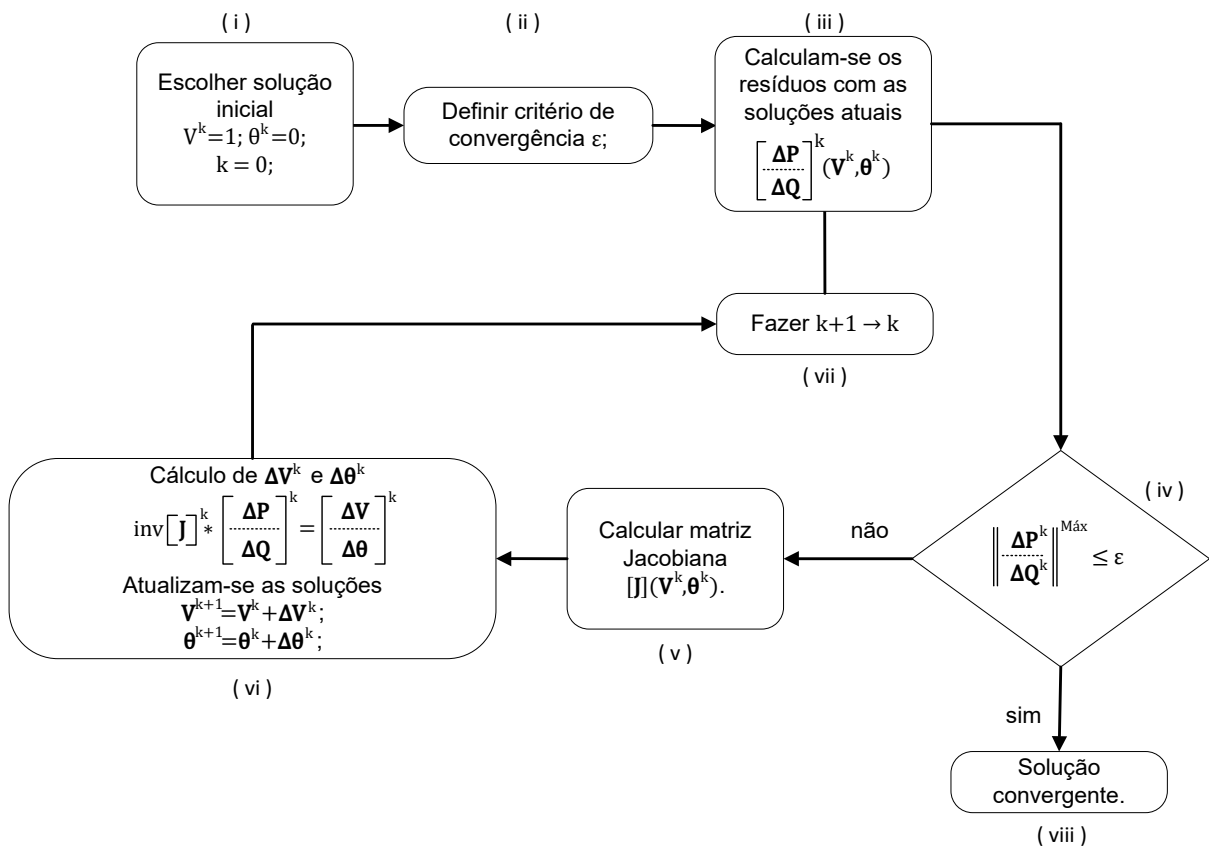 ( i )
Escolher solução
inicial
V^k=1; θ^k=0;
k = 0;
( ii )
Definir critério de
convergência ε;
( iii )
Calculam-se os
resíduos com as
soluções atuais
[ΔP/ΔQ]^k (V^k,θ^k)
( iv )
‖ΔP^k/ΔQ^k‖^Máx ≤ ε
não
Calcular matriz
Jacobiana
[J](V^k,θ^k).
( v )
Cálculo de ΔV^k e Δθ^k
inv[J]^k * [ΔP/ΔQ]^k = [ΔV/Δθ]^k
Atualizam-se as soluções
V^k+1=V^k+ΔV^k;
θ^k+1=θ^k+Δθ^k;
( vi )
Fazer k+1 → k
( vii )
sim
Solução
convergente.
( viii )